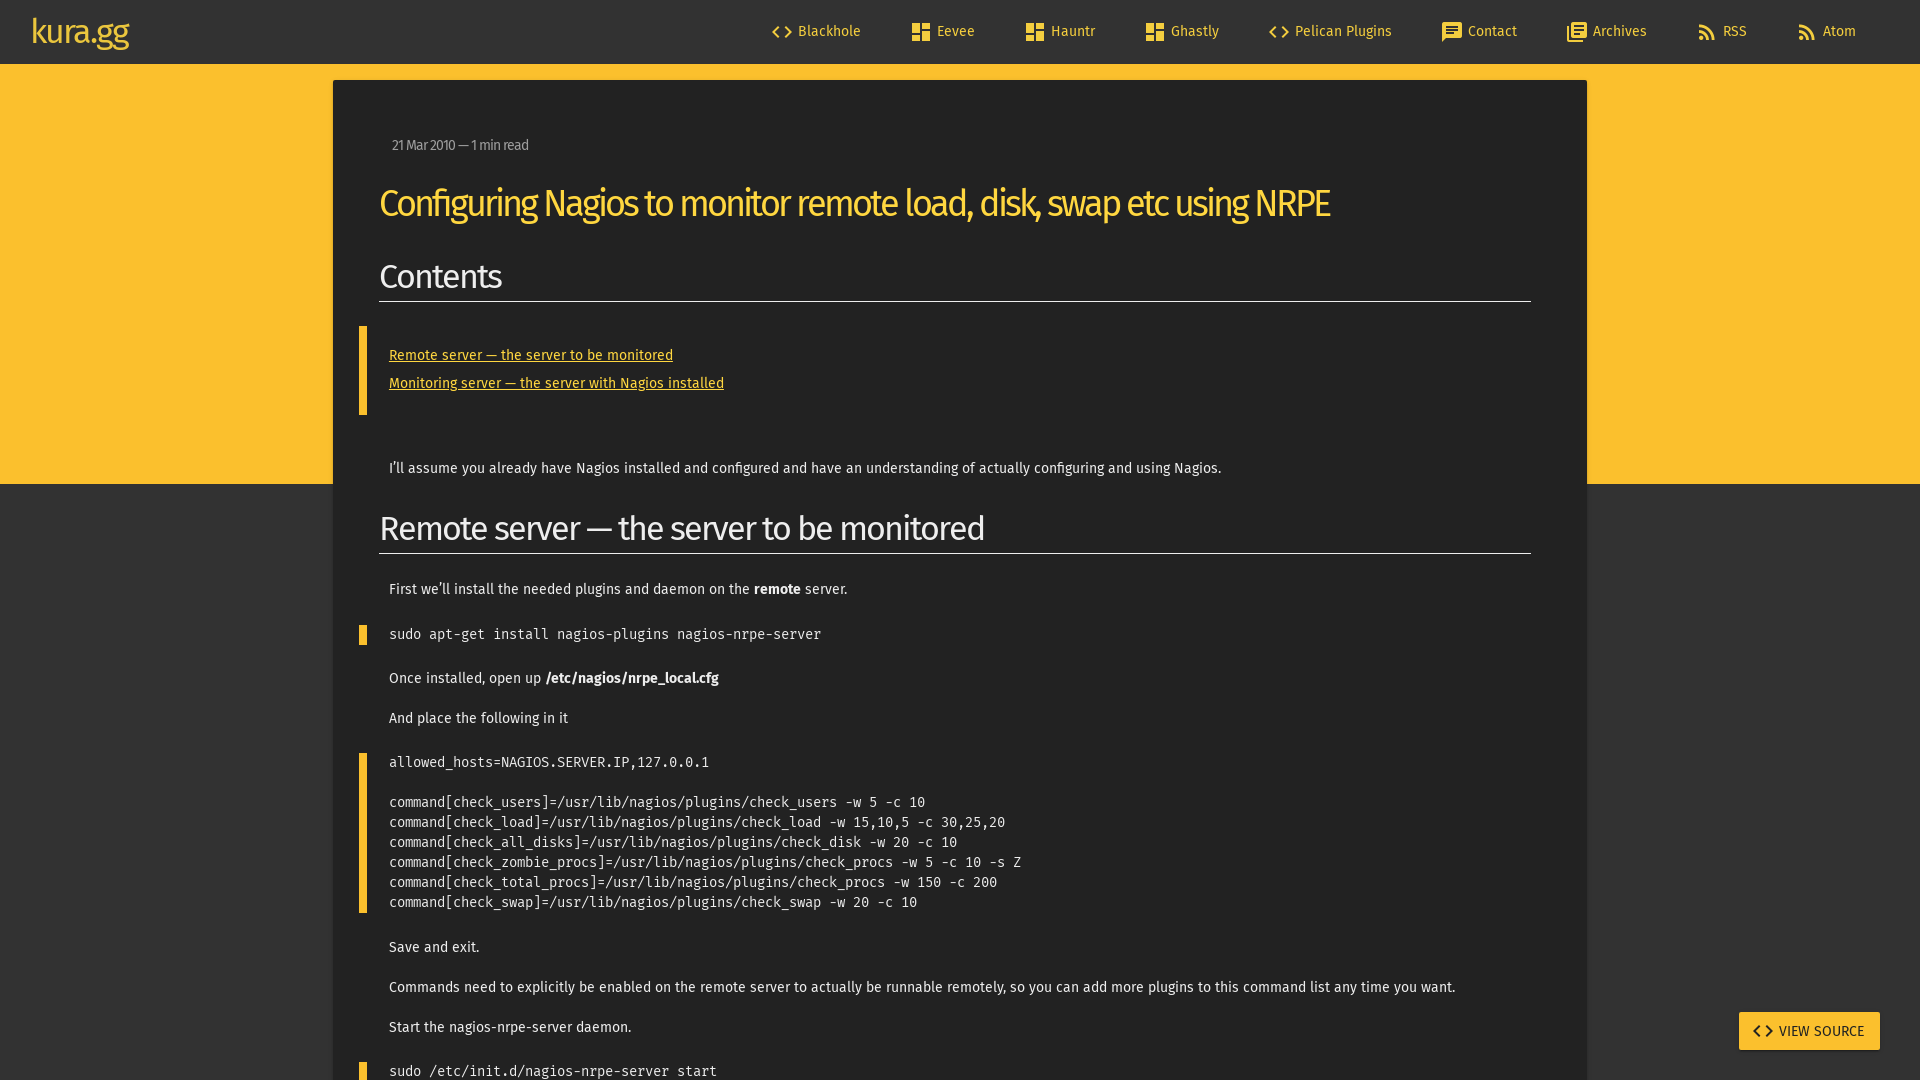 kura.gg
Blackhole
Eevee
Hauntr
Ghastly
Pelican Plugins
Contact
Archives
RSS
Atom
21 Mar 2010 — 1 min read
Configuring Nagios to monitor remote load, disk, swap etc using NRPE
Contents
Remote server — the server to be monitored
Monitoring server — the server with Nagios installed
I’ll assume you already have Nagios installed and configured and have an understanding of actually configuring and using Nagios.
Remote server — the server to be monitored
First we’ll install the needed plugins and daemon on the remote server.
sudo apt-get install nagios-plugins nagios-nrpe-server
Once installed, open up /etc/nagios/nrpe_local.cfg
And place the following in it
allowed_hosts=NAGIOS.SERVER.IP,127.0.0.1
command[check_users]=/usr/lib/nagios/plugins/check_users -w 5 -c 10
command[check_load]=/usr/lib/nagios/plugins/check_load -w 15,10,5 -c 30,25,20
command[check_all_disks]=/usr/lib/nagios/plugins/check_disk -w 20 -c 10
command[check_zombie_procs]=/usr/lib/nagios/plugins/check_procs -w 5 -c 10 -s Z
command[check_total_procs]=/usr/lib/nagios/plugins/check_procs -w 150 -c 200
command[check_swap]=/usr/lib/nagios/plugins/check_swap -w 20 -c 10
Save and exit.
Commands need to explicitly be enabled on the remote server to actually be runnable remotely, so you can add more plugins to this command list any time you want.
Start the nagios-nrpe-server daemon.
sudo /etc/init.d/nagios-nrpe-server start
VIEW SOURCE